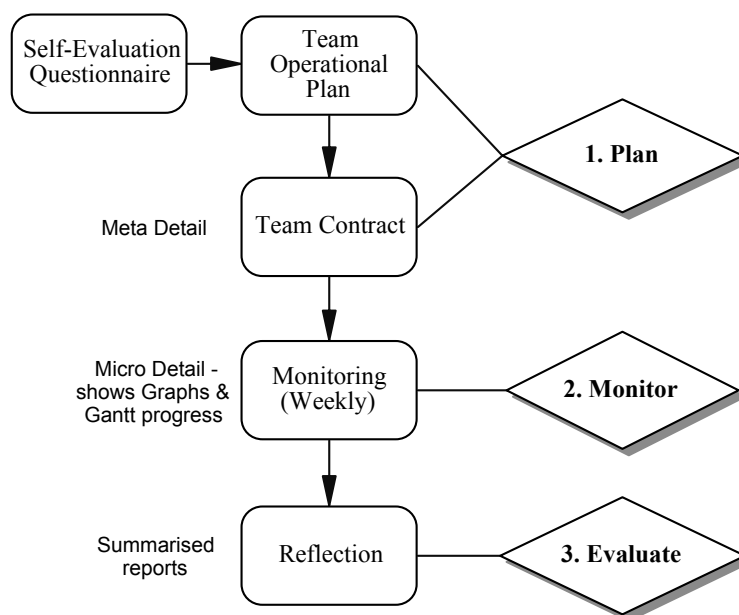 Self-Evaluation
Questionnaire
Team
Operational
Plan
1. Plan
Meta Detail
Team Contract
Micro Detail -
shows Graphs &
Gantt progress
Monitoring
(Weekly)
2. Monitor
Summarised
reports
Reflection
3. Evaluate